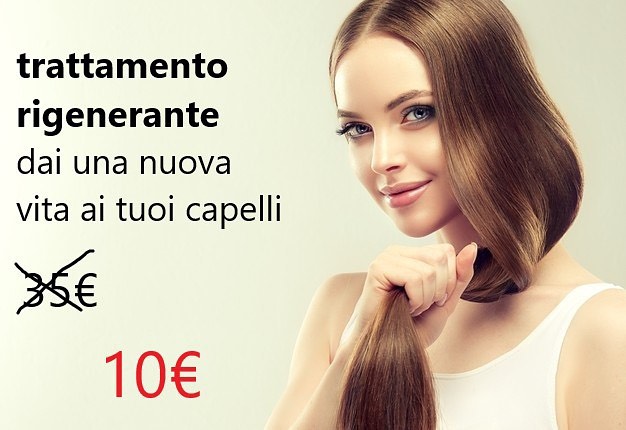 trattamento
rigenerante
dai una nuova
vita ai tuoi capelli
35€
10€